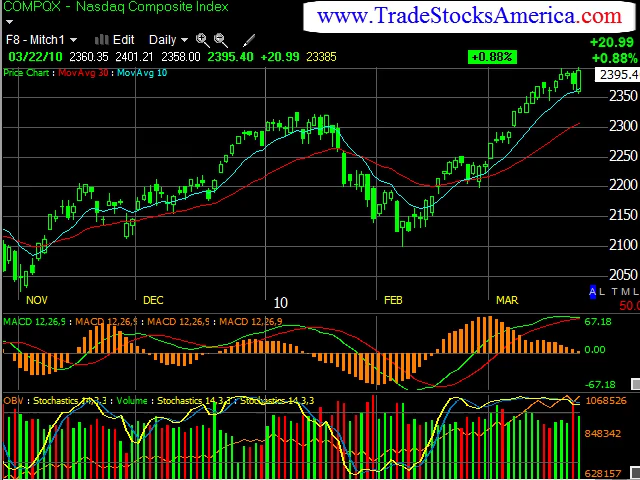 COMPQX - Nasdaq Composite Index
www.TradeStocksAmerica.com
F8 - Mitch1 Edit Daily
+20.99
03/22/10 2360.35 2401.21 2358.00 2395.40 +20.99 23385 +0.88% +0.88%
Price Chart : MovAvg 30 : MovAvg 10
2395.40
2350
2300
2250
2200
2150
2100
2050
A L T M L
NOV DEC 10 FEB MAR
50.0
MACD 12,26,9 : MACD 12,26,9 : MACD 12,26,9 : MACD 12,26,9
67.18
0.00
-67.18
OBV : Stochastics 14,3,3 : Volume : Stochastics 14,3,3 : Stochastics 14,3,3
1068526
848342
628157